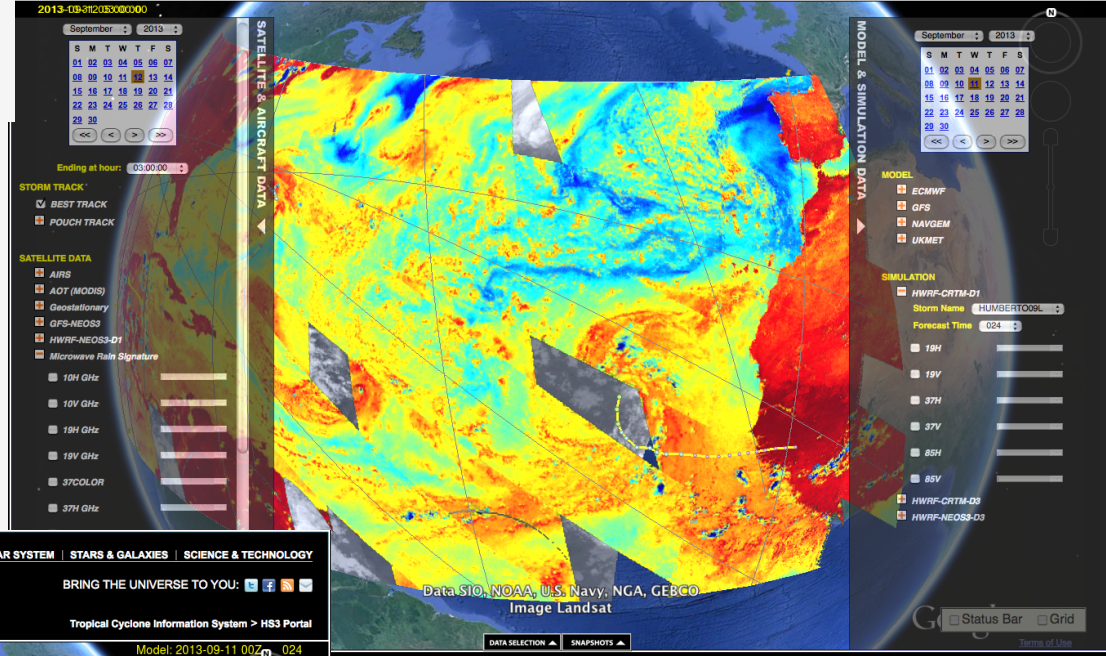 September 2013
S M T W T F S
01 02 03 04 05 06 07
08 09 10 11 12 13 14
15 16 17 18 19 20 21
22 23 24 25 26 27 28
29 30
<< < > >>
Ending at hour: 03:00:00
STORM TRACK
BEST TRACK
POUCH TRACK
SATELLITE DATA
AIRS
AOT (MODIS)
Geostationary
GFS-NEOS3
HWRF-NEOS3-D1
Microwave Rain Signature
10H GHz
10V GHz
19H GHz
19V GHz
37COLOR
37H GHz
SATELLITE & AIRCRAFT DATA
MODEL & SIMULATION DATA
N
September 2013
S M T W T F S
01 02 03 04 05 06 07
08 09 10 11 12 13 14
15 16 17 18 19 20 21
22 23 24 25 26 27 28
29 30
<< < > >>
MODEL
ECMWF
GFS
NAVGEM
UKMET
SIMULATION
HWRF-CRTM-D1
Storm Name HUMBERTO09L
Forecast Time 024
19H
19V
37H
37V
85H
85V
HWRF-CRTM-D3
HWRF-NEOS3-D3
Data SIO, NOAA, U.S. Navy, NGA, GEBCO
Image Landsat
Status Bar Grid
Terms of Use
DATA SELECTION SNAPSHOTS
AR SYSTEM | STARS & GALAXIES | SCIENCE & TECHNOLOGY
BRING THE UNIVERSE TO YOU:
Tropical Cyclone Information System > HS3 Portal
Model: 2013-09-11 00Z 024
N